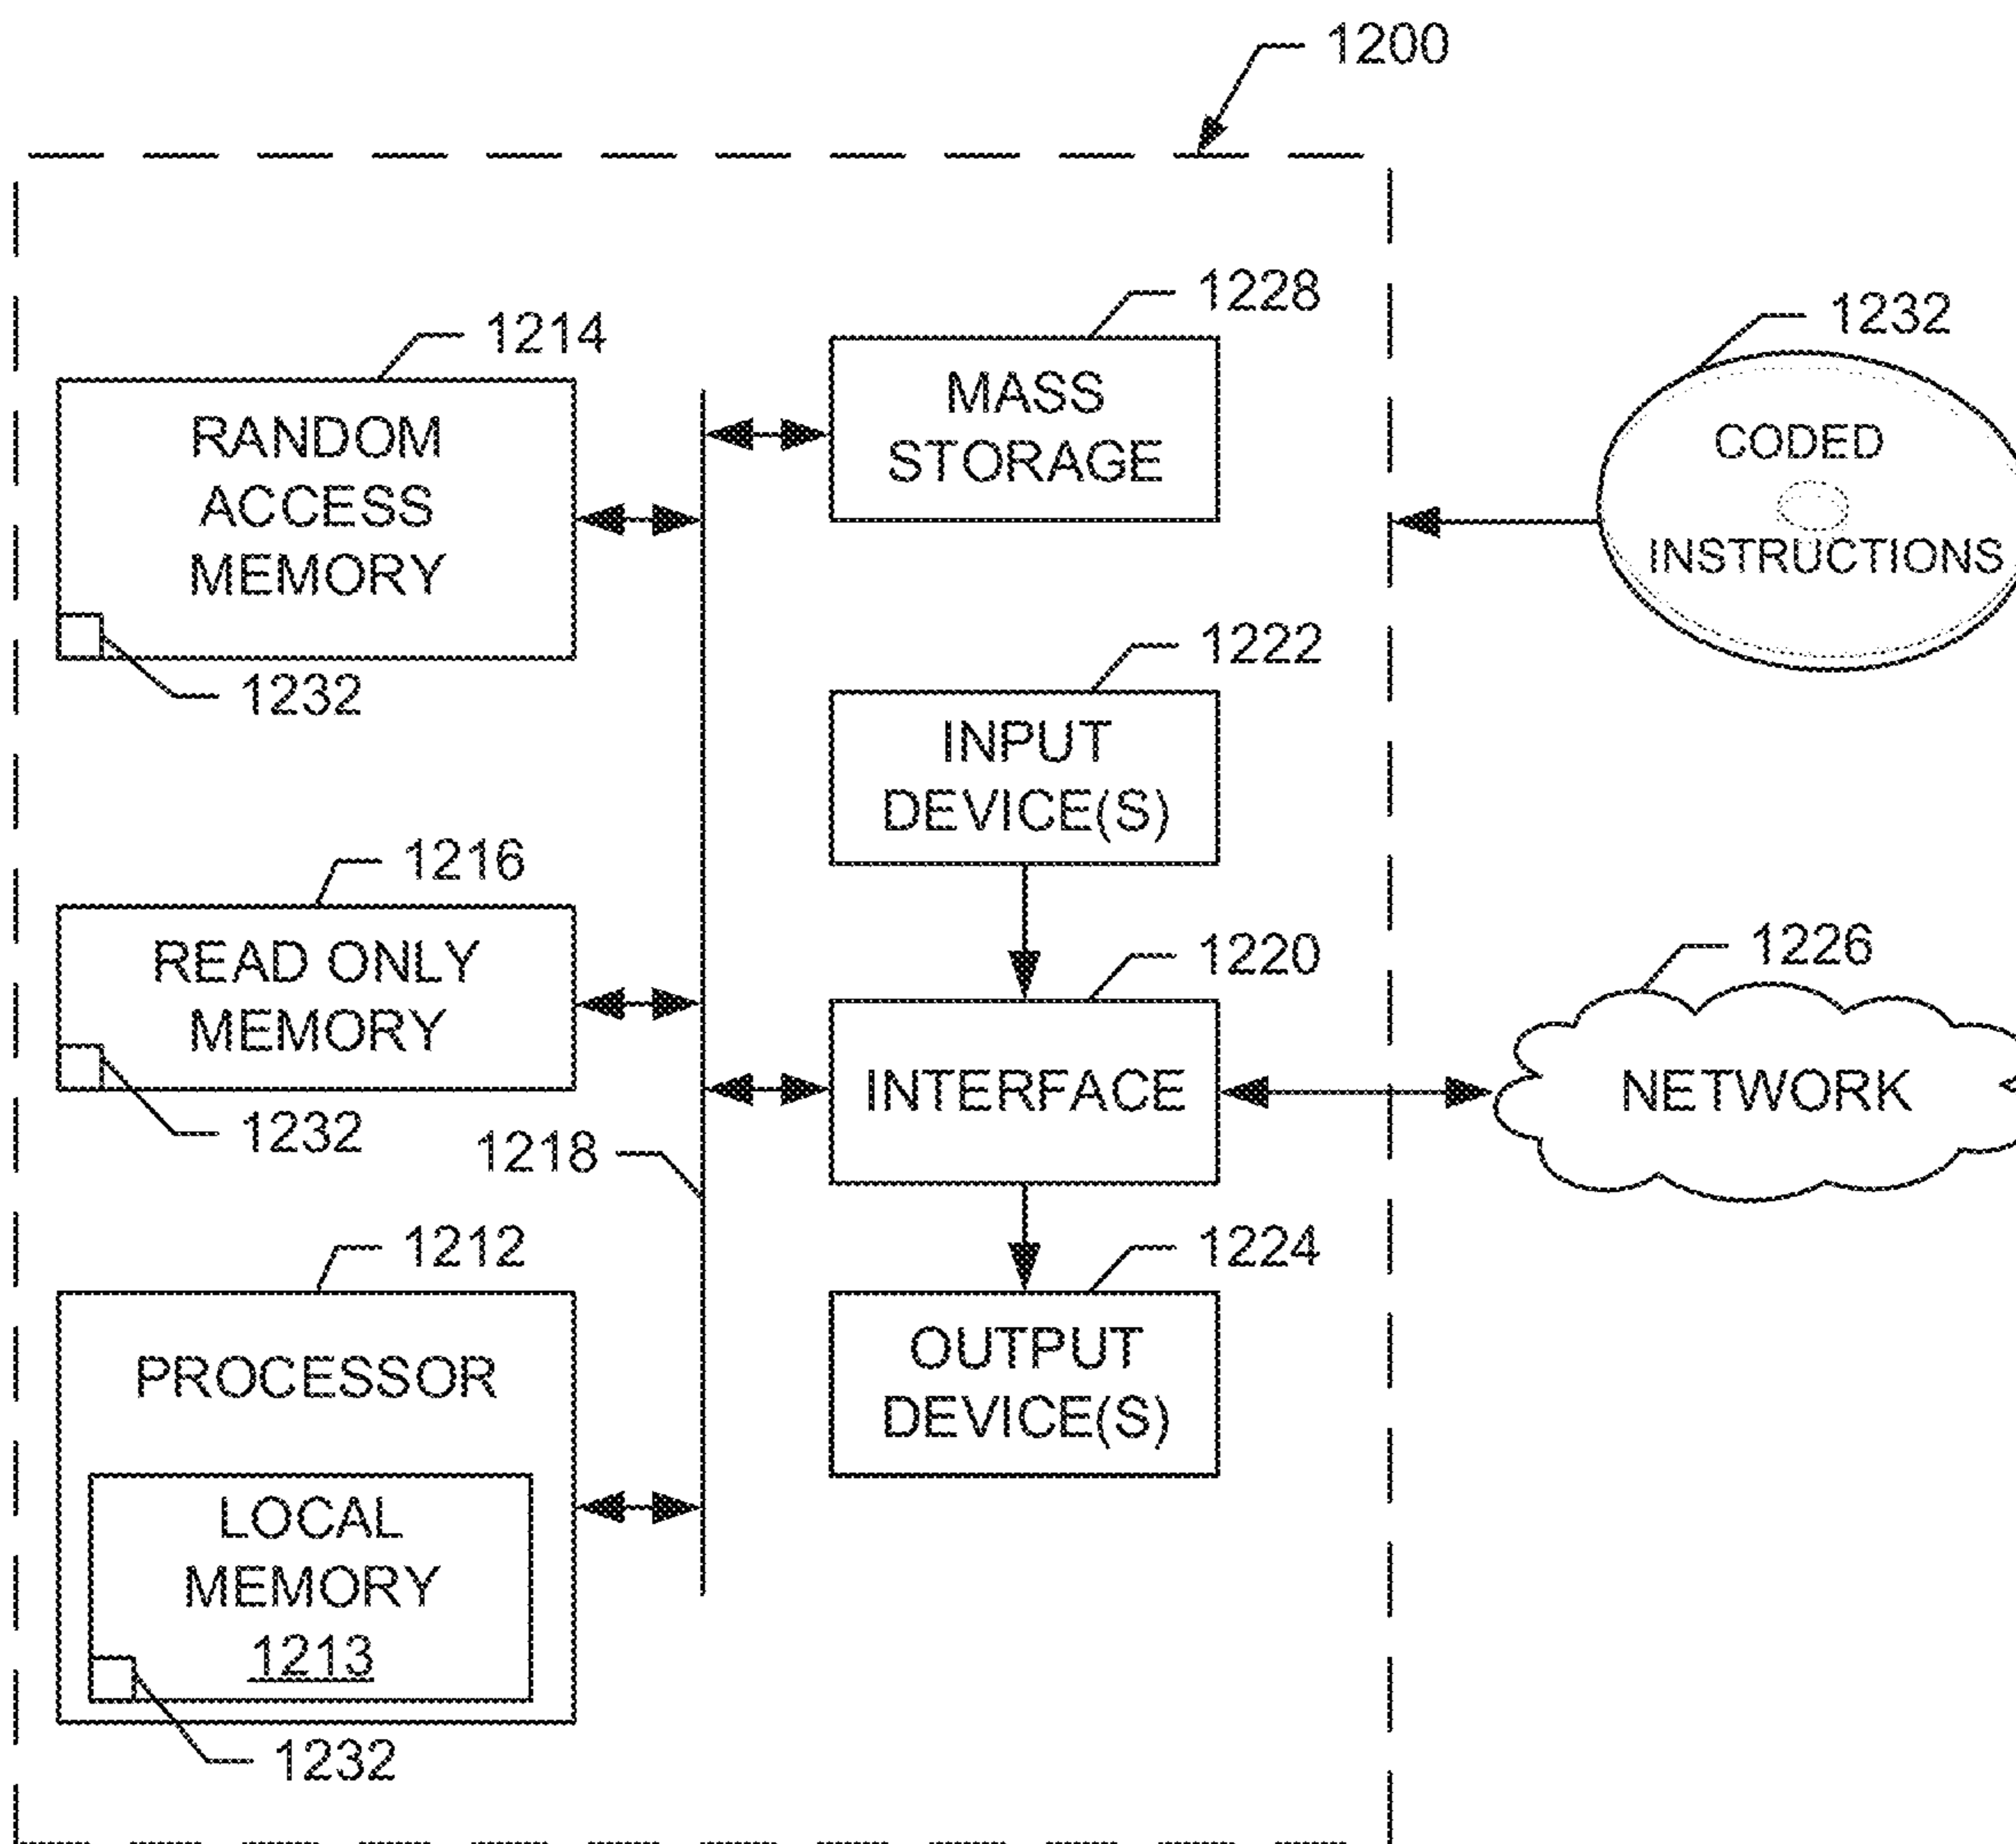 1200
1228
1214
1232
MASS
STORAGE
RANDOM
ACCESS
MEMORY
CODED
INSTRUCTIONS
1232
1222
INPUT
DEVICE(S)
1216
1220
1226
READ ONLY
MEMORY
INTERFACE
NETWORK
1232
1218
1212
1224
PROCESSOR
OUTPUT
DEVICE(S)
LOCAL
MEMORY
1213
1232